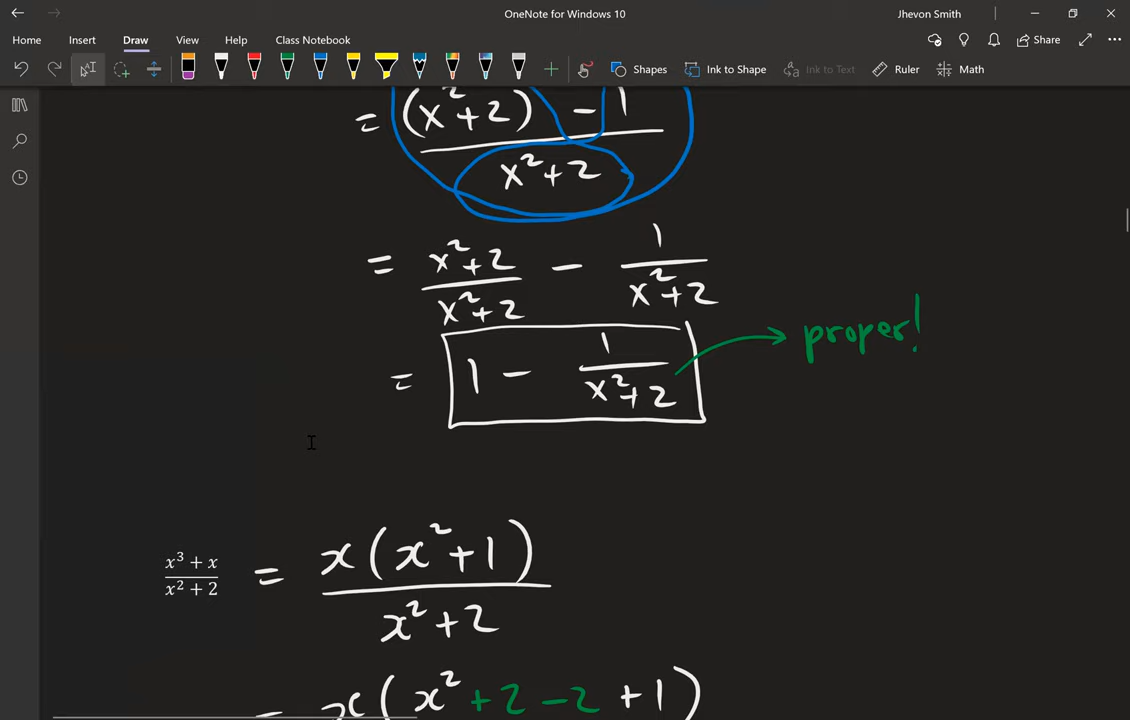 OneNote for Windows 10
Jhevon Smith
Home Insert Draw View Help Class Notebook
Share
Shapes Ink to Shape Ink to Text Ruler Math
= (x²+2) - 1
x²+2
= x²+2 / x²+2 - 1 / x²+2
= 1 - 1 / x²+2
proper!
x³ + x / x² + 2 = x(x²+1) / x²+2
= x(x² +2 -2 +1)